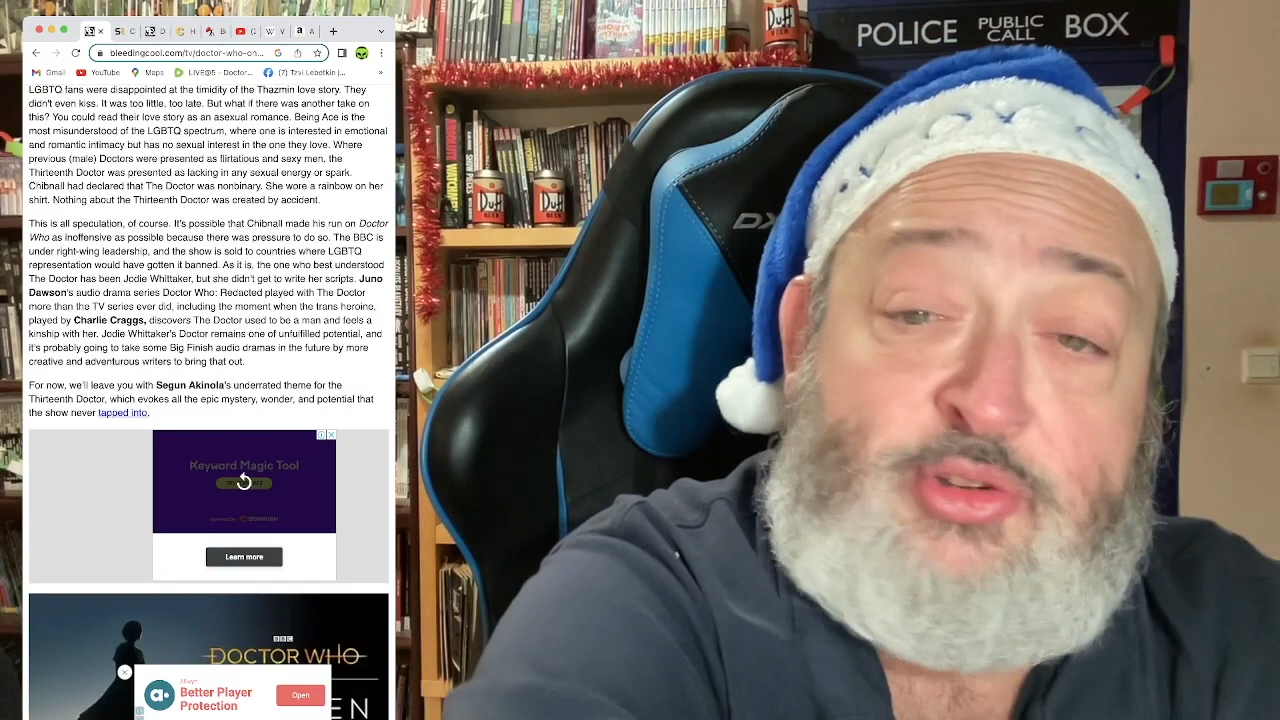 bleedingcool.com/tv/doctor-who-on...
Gmail YouTube Maps LIVE@5 - Doctor... (7) Tzvi Lebetkin |...
LGBTQ fans were disappointed at the timidity of the Thazmin love story. They
didn't even kiss. It was too little, too late. But what if there was another take on
this? You could read their love story as an asexual romance. Being Ace is the
most misunderstood of the LGBTQ spectrum, where one is interested in emotional
and romantic intimacy but has no sexual interest in the one they love. Where
previous (male) Doctors were presented as flirtatious and sexy men, the
Thirteenth Doctor was presented as lacking in any sexual energy or spark.
Chibnall had declared that The Doctor was nonbinary. She wore a rainbow on her
shirt. Nothing about the Thirteenth Doctor was created by accident.
This is all speculation, of course. It's possible that Chibnall made his run on Doctor
Who as inoffensive as possible because there was pressure to do so. The BBC is
under right-wing leadership, and the show is sold to countries where LGBTQ
representation would have gotten it banned. As it is, the one who best understood
The Doctor has been Jodie Whittaker, but she didn't get to write her scripts. Juno
Dawson's audio drama series Doctor Who: Redacted played with The Doctor
more than the TV series ever did, including the moment when the trans heroine,
played by Charlie Craggs, discovers The Doctor used to be a man and feels a
kinship with her. Jodie Whittaker's Doctor remains one of unfulfilled potential, and
it's probably going to take some Big Finish audio dramas in the future by more
creative and adventurous writers to bring that out.
For now, we'll leave you with Segun Akinola's underrated theme for the
Thirteenth Doctor, which evokes all the epic mystery, wonder, and potential that
the show never tapped into.
Keyword Magic Tool
powered by SEMRUSH
Learn more
BBC
DOCTOR WHO
EN
Better Player
Protection
Open
POLICE PUBLIC CALL BOX
Duff
Duff
Duff
BEER
BEER
DX